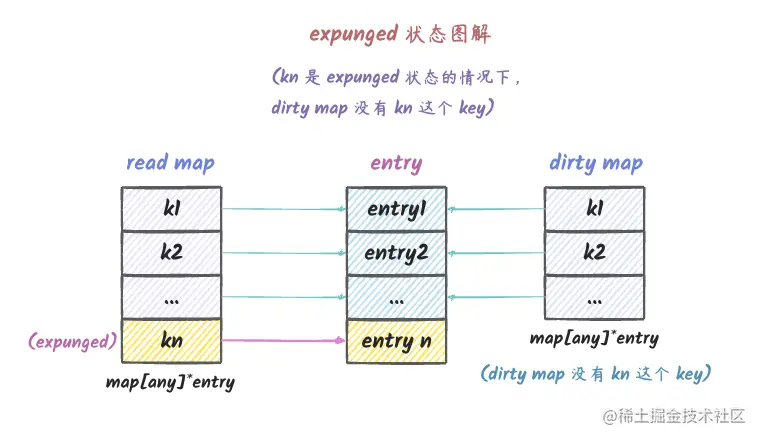 expunged 状态图解
(kn 是 expunged 状态的情况下，
dirty map 没有 kn 这个 key)
read map
entry
dirty map
k1
entry1
k1
k2
entry2
k2
...
...
...
(expunged)
kn
entry n
map[any]*entry
map[any]*entry
(dirty map 没有 kn 这个 key)
@稀土掘金技术社区